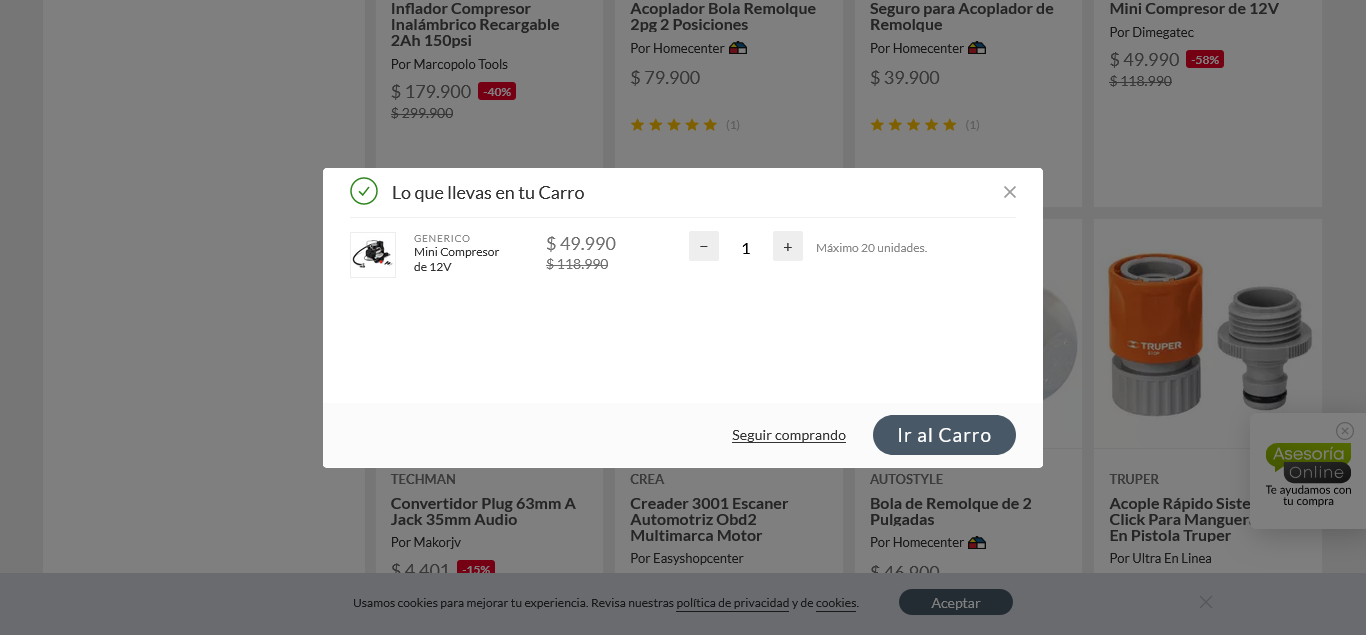 Inflador Compresor
Inalámbrico Recargable
2Ah 150psi
Por Marcopolo Tools
$ 179.900 -40%
$ 299.900
Acoplador Bola Remolque
2pg 2 Posiciones
Por Homecenter
$ 79.900
(1)
Seguro para Acoplador de
Remolque
Por Homecenter
$ 39.900
(1)
Mini Compresor de 12V
Por Dimegatec
$ 49.990 -58%
$ 118.990
Lo que llevas en tu Carro
GENERICO
Mini Compresor
de 12V
$ 49.990
$ 118.990
− 1 +
Máximo 20 unidades.
Seguir comprando
Ir al Carro
TRUPER
Asesoría
Online
Te ayudamos con
tu compra
TECHMAN
Convertidor Plug 63mm A
Jack 35mm Audio
Por Makorjv
$ 4.401 -15%
CREA
Creader 3001 Escaner
Automotriz Obd2
Multimarca Motor
Por Easyshopcenter
AUTOSTYLE
Bola de Remolque de 2
Pulgadas
Por Homecenter
$ 46.900
TRUPER
Acople Rápido Siste
Click Para Manguer
En Pistola Truper
Por Ultra En Linea
Usamos cookies para mejorar tu experiencia. Revisa nuestras política de privacidad y de cookies.
Aceptar